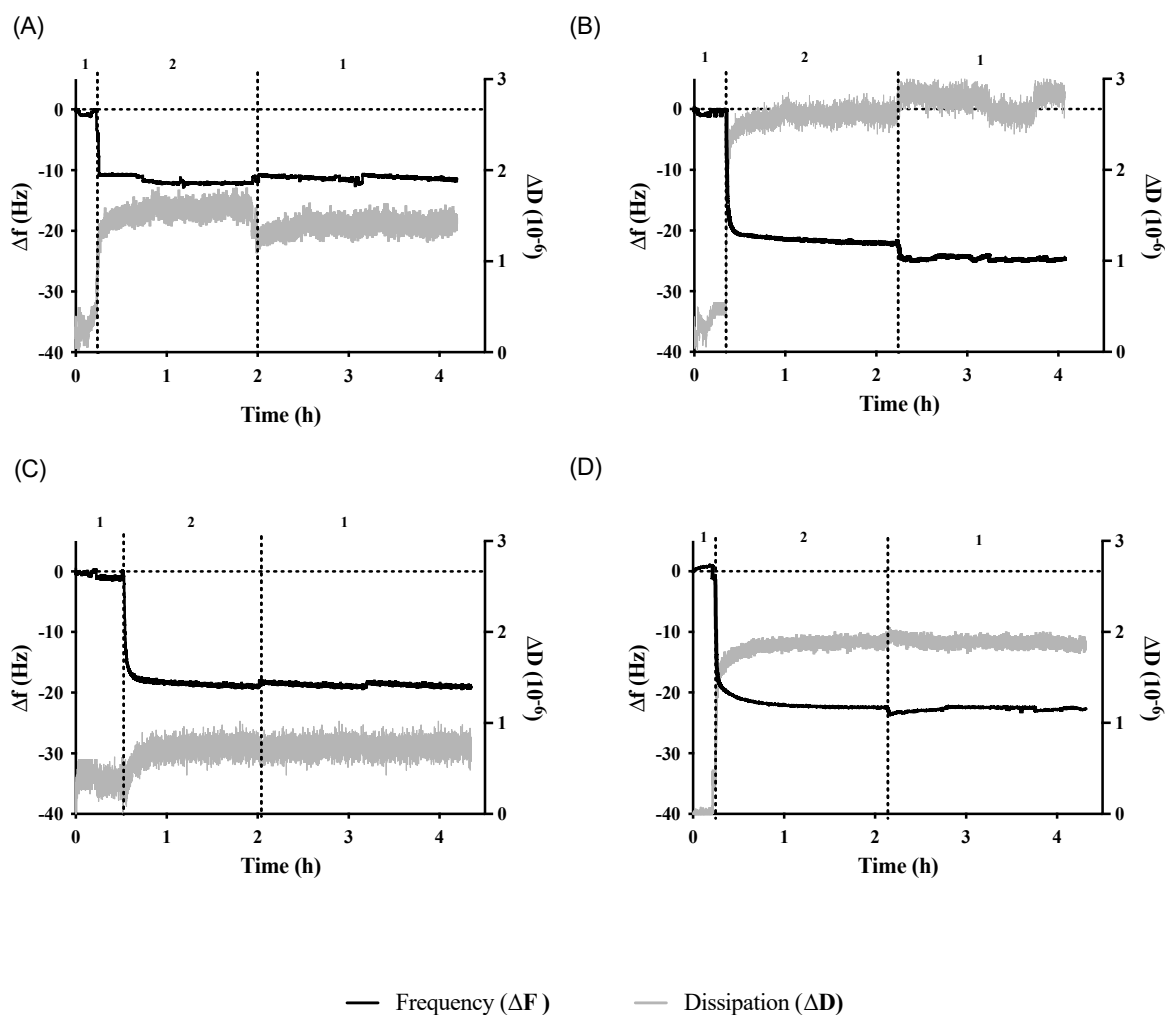 (A)
1 2 1
0
-10
-20
-30
-40
Δf (Hz)
3
2
1
0
ΔD (10-6)
0 1 2 3 4
Time (h)
(B)
1 2 1
0
-10
-20
-30
-40
Δf (Hz)
3
2
1
0
ΔD (10-6)
0 1 2 3 4
Time (h)
(C)
1 2 1
0
-10
-20
-30
-40
Δf (Hz)
3
2
1
0
ΔD (10-6)
0 1 2 3 4
Time (h)
(D)
1 2 1
0
-10
-20
-30
-40
Δf (Hz)
3
2
1
0
ΔD (10-6)
0 1 2 3 4
Time (h)
Frequency (ΔF ) Dissipation (ΔD)